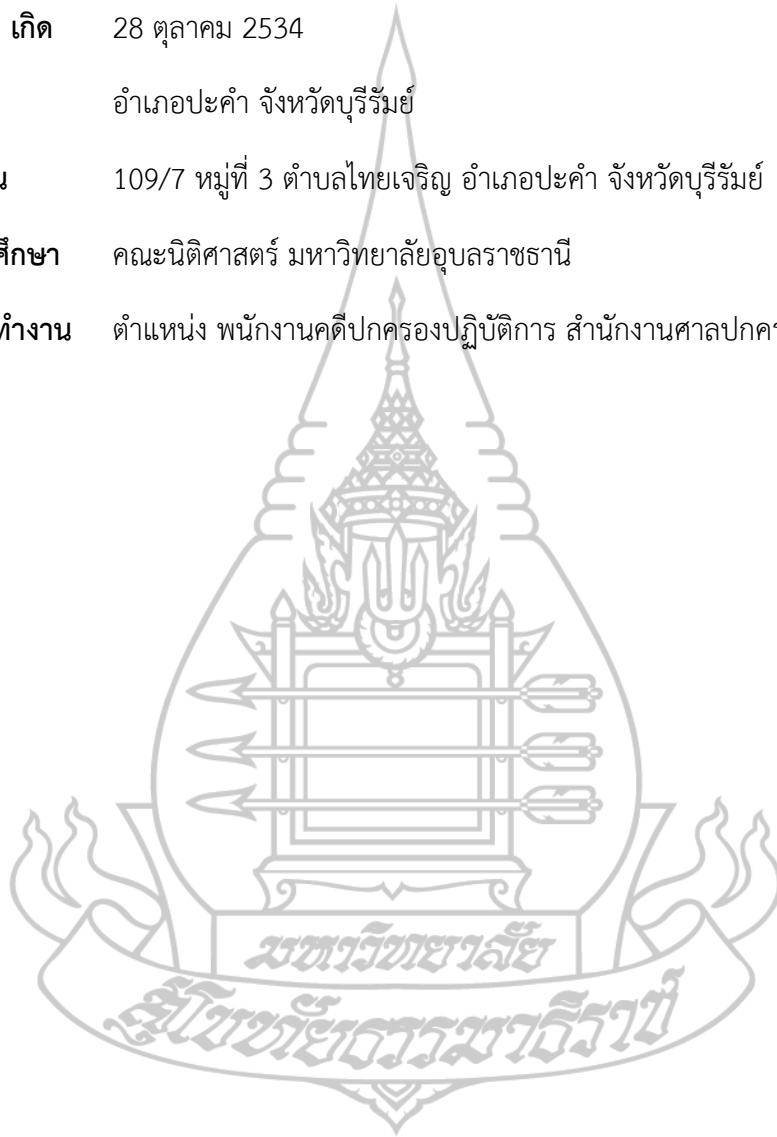 เกิด 28 ตุลาคม 2534
อำเภอปะคำ จังหวัดบุรีรัมย์
109/7 หมู่ที่ 3 ตำบลไทยเจริญ อำเภอปะคำ จังหวัดบุรีรัมย์
ศึกษา คณะนิติศาสตร์ มหาวิทยาลัยอุบลราชธานี
ทำงาน ตำแหน่ง พนักงานคดีปกครองปฏิบัติการ สำนักงานศาลปกคร
มหาวิทยาลัย
สุโขทัยธรรมาธิราช